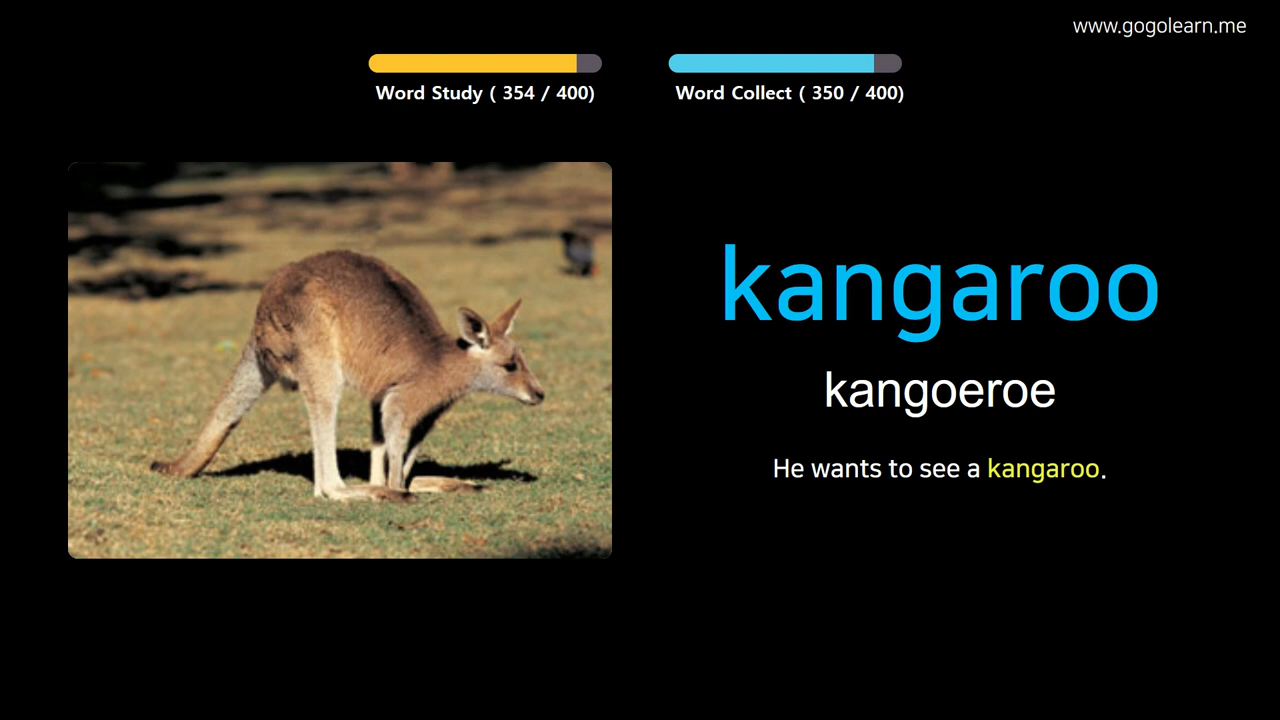 www.gogolearn.me
Word Study ( 354 / 400)
Word Collect ( 350 / 400)
kangaroo
kangoeroe
He wants to see a kangaroo.